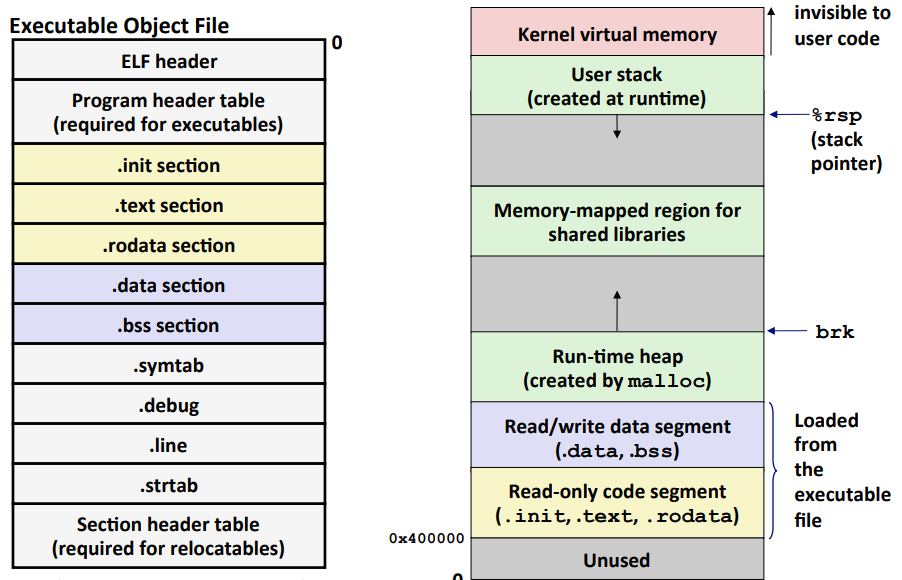 Executable Object File
0
ELF header
Program header table
(required for executables)
.init section
.text section
.rodata section
.data section
.bss section
.symtab
.debug
.line
.strtab
Section header table
(required for relocatables)
Kernel virtual memory
invisible to
user code
User stack
(created at runtime)
%rsp
(stack
pointer)
Memory-mapped region for
shared libraries
brk
Run-time heap
(created by malloc)
Read/write data segment
(.data, .bss)
Read-only code segment
(.init, .text, .rodata)
Loaded
from
the
executable
file
0x400000
Unused
0